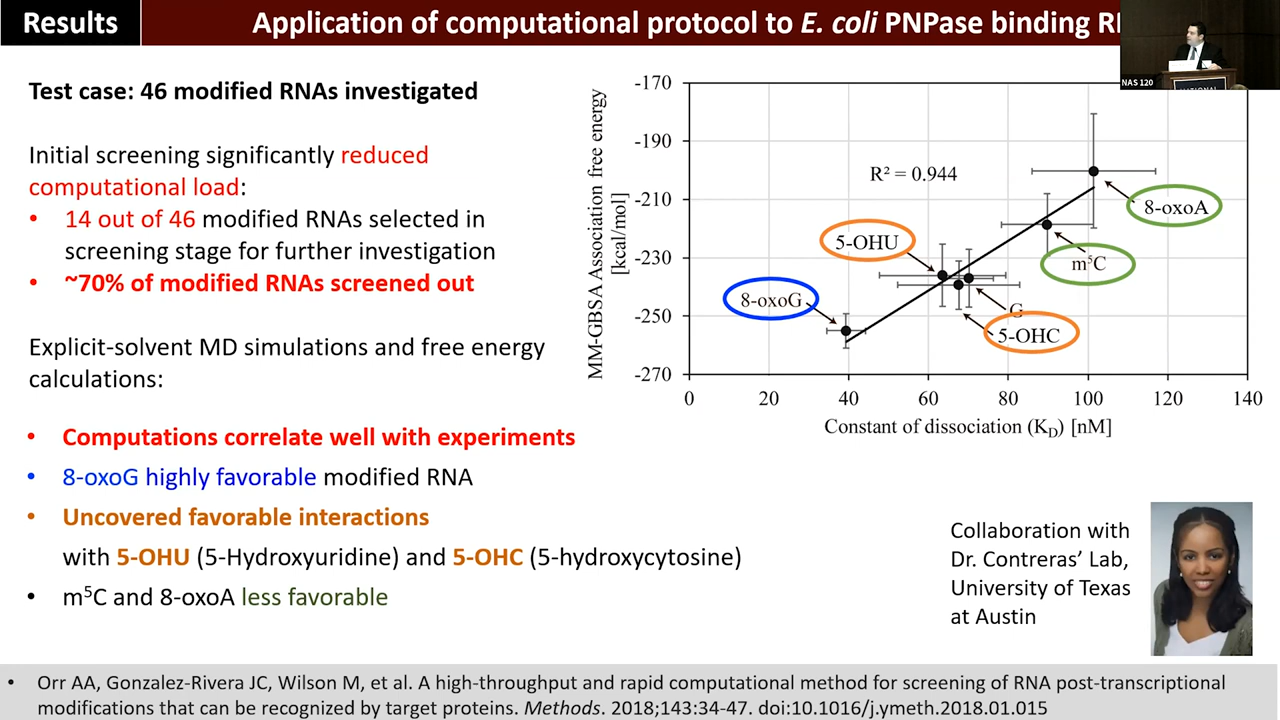 Results
Application of computational protocol to E. coli PNPase binding
NAS 120
Test case: 46 modified RNAs investigated
Initial screening significantly reduced
computational load:
• 14 out of 46 modified RNAs selected in
screening stage for further investigation
• ~70% of modified RNAs screened out
Explicit-solvent MD simulations and free energy
calculations:
• Computations correlate well with experiments
• 8-oxoG highly favorable modified RNA
• Uncovered favorable interactions
with 5-OHU (5-Hydroxyuridine) and 5-OHC (5-hydroxycytosine)
• m⁵C and 8-oxoA less favorable
MM-GBSA Association free energy
[kcal/mol]
-170
-190
-210
-230
-250
-270
R² = 0.944
8-oxoA
5-OHU
m⁵C
8-oxoG
G
5-OHC
0 20 40 60 80 100 120 140
Constant of dissociation (K_D) [nM]
Collaboration with
Dr. Contreras' Lab,
University of Texas
at Austin
• Orr AA, Gonzalez-Rivera JC, Wilson M, et al. A high-throughput and rapid computational method for screening of RNA post-transcriptional
modifications that can be recognized by target proteins. Methods. 2018;143:34-47. doi:10.1016/j.ymeth.2018.01.015